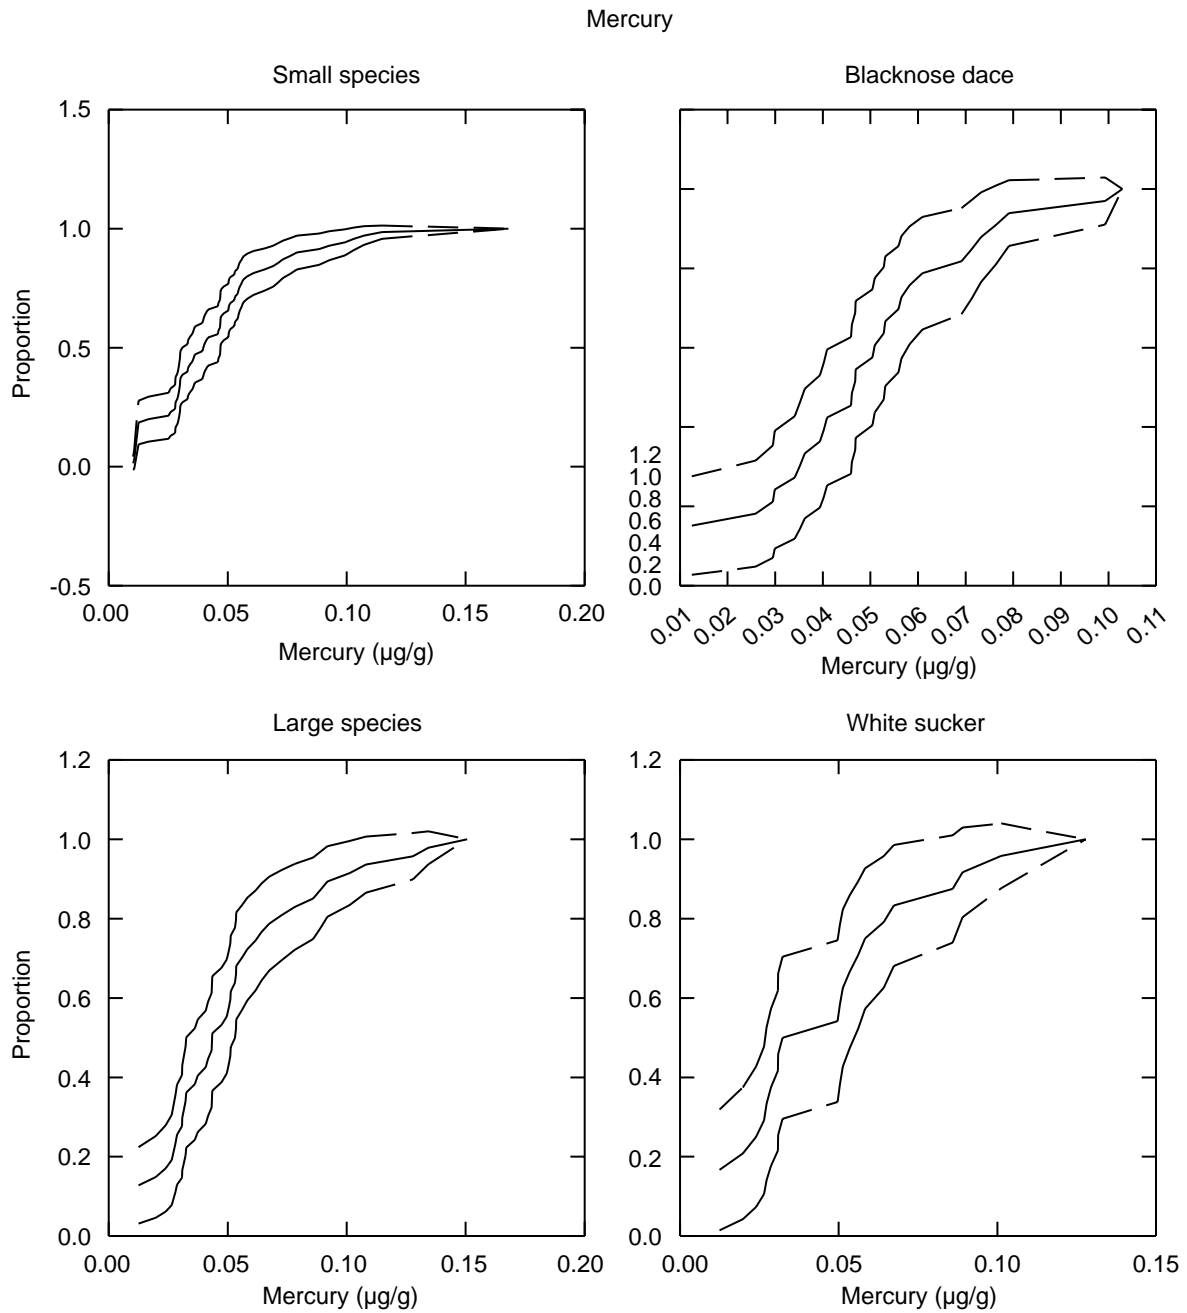 Mercury
Small species
1.5
1.0
0.5
0.0
-0.5
Proportion
0.00 0.05 0.10 0.15 0.20
Mercury (µg/g)
Blacknose dace
1.2
1.0
0.8
0.6
0.4
0.2
0.0
0.01 0.02 0.03 0.04 0.05 0.06 0.07 0.08 0.09 0.10 0.11
Mercury (µg/g)
Large species
1.2
1.0
0.8
0.6
0.4
0.2
0.0
Proportion
0.00 0.05 0.10 0.15 0.20
Mercury (µg/g)
White sucker
1.2
1.0
0.8
0.6
0.4
0.2
0.0
0.00 0.05 0.10 0.15
Mercury (µg/g)